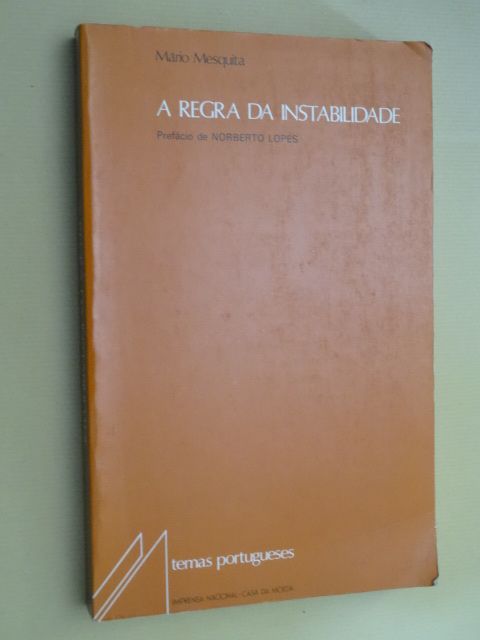 Mário Mesquita
A REGRA DA INSTABILIDADE
Prefácio de NORBERTO LOPES
temas portugueses
IMPRENSA NACIONAL - CASA DA MOEDA